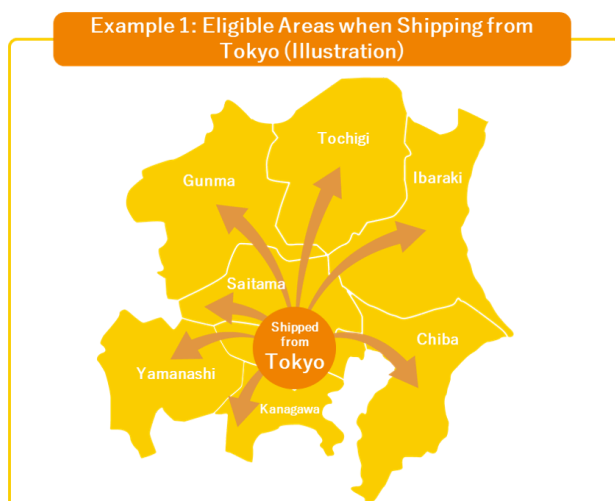 Example 1: Eligible Areas when Shipping from
Tokyo (Illustration)
Tochigi
Gunma
Ibaraki
Saitama
Shipped
from
Tokyo
Chiba
Yamanashi
Kanagawa